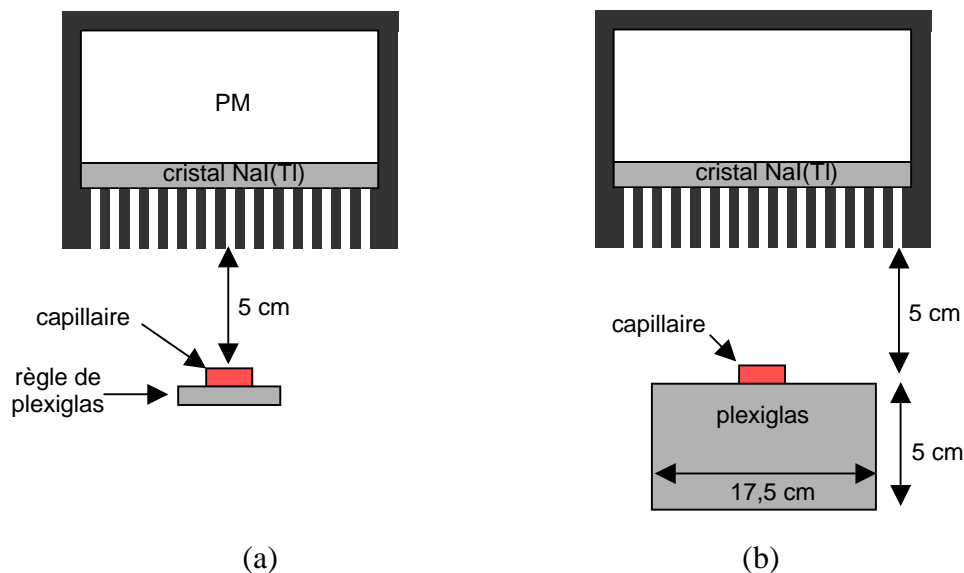 PM
cristal NaI(Tl)
5 cm
capillaire
règle de
plexiglas
(a)
cristal NaI(Tl)
5 cm
capillaire
plexiglas
5 cm
17,5 cm
(b)